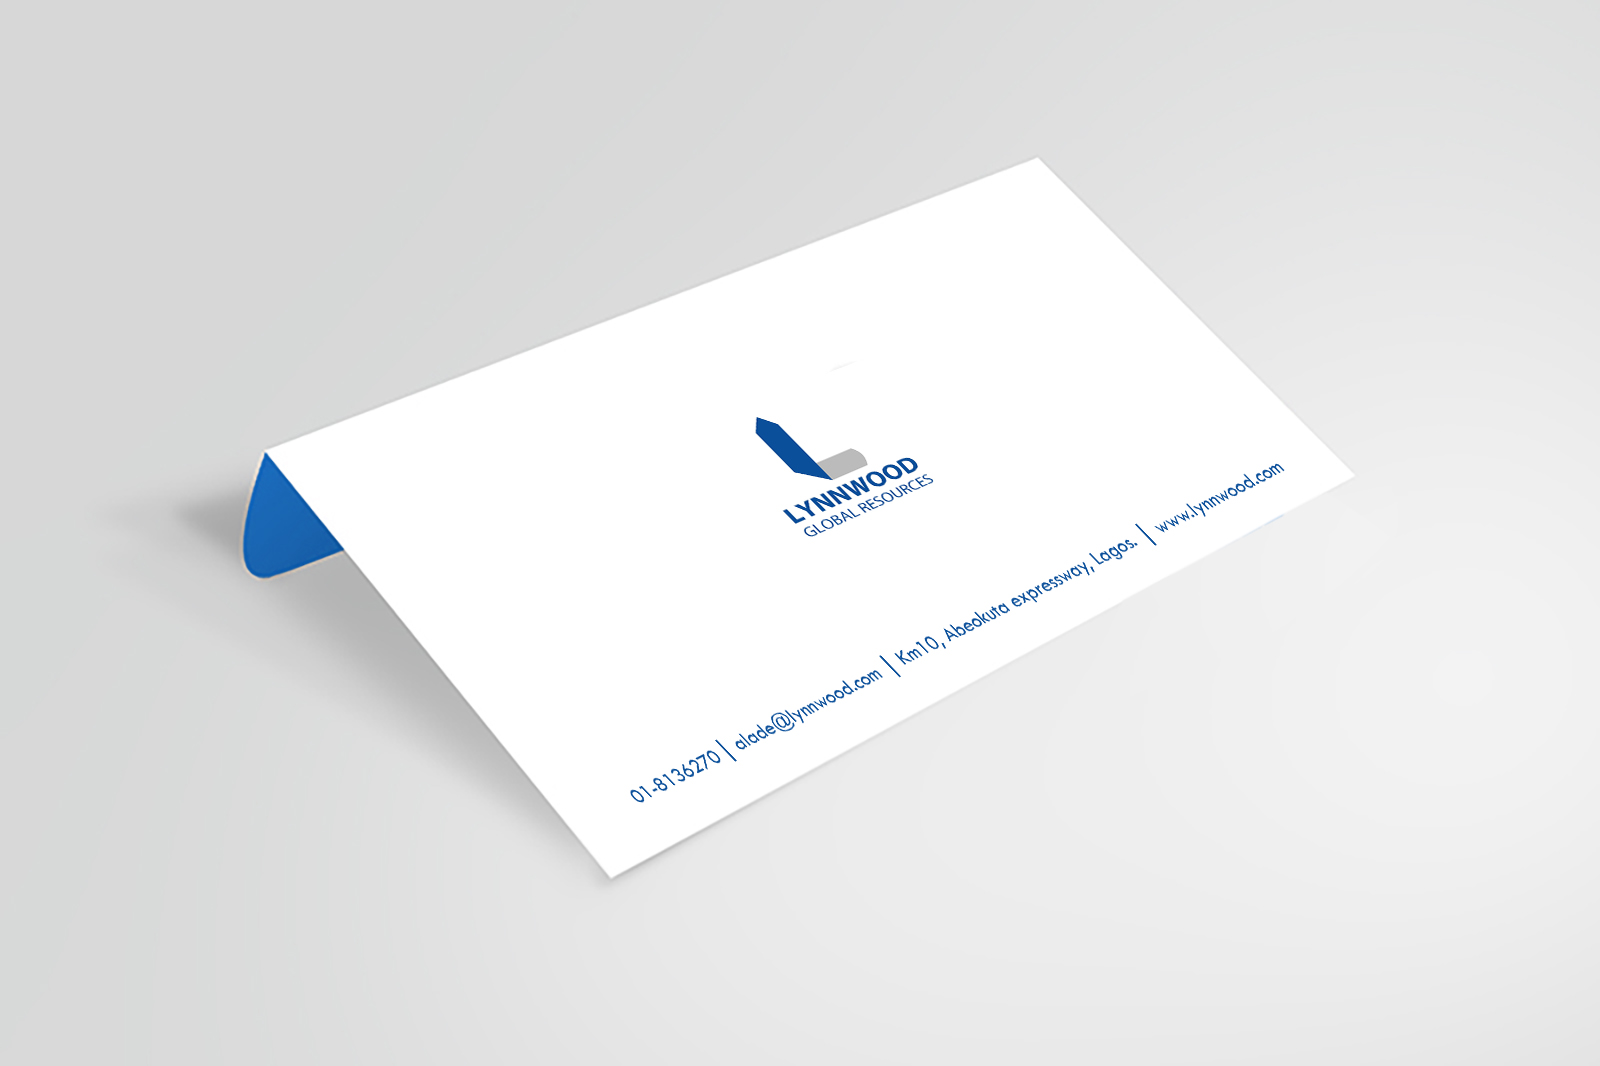 LYNNWOOD
GLOBAL RESOURCES
01-8136270 | alade@lynnwood.com | Km10, Abeokuta expressway, Lagos. | www.lynnwood.com